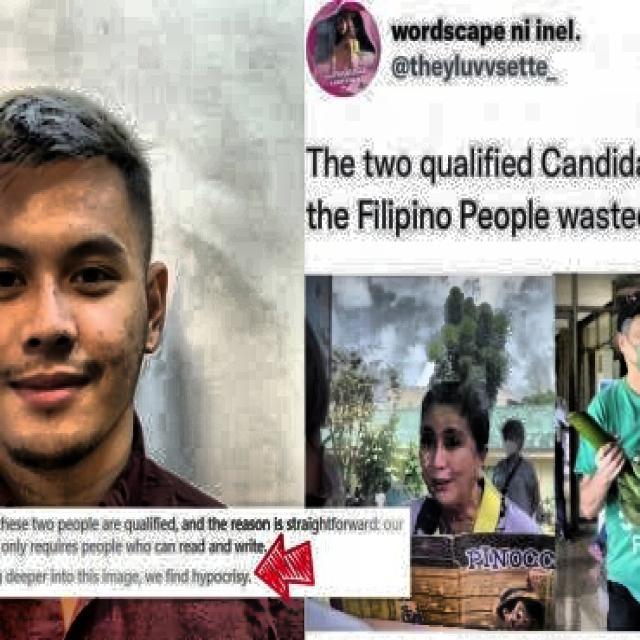 wordscape ni inel.
@theyluvvsette_
The two qualified Candida
the Filipino People waste
PINOCC
these two people are qualified, and the reason is straightforward: our
only requires people who can read and write.
deeper into this image, we find hypocrisy.